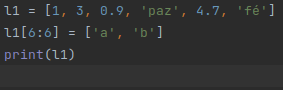 l1 = [1, 3, 0.9, 'paz', 4.7, 'fé']
l1[6:6] = ['a', 'b']
print(l1)